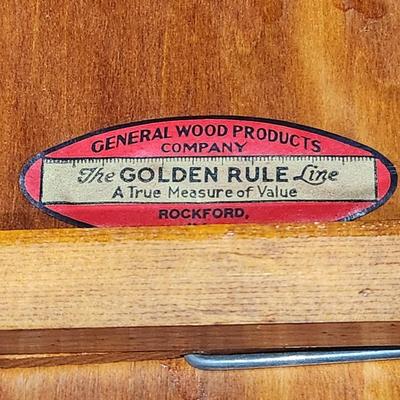 GENERAL WOOD PRODUCTS
COMPANY
The GOLDEN RULE Line
A True Measure of Value
ROCKFORD,